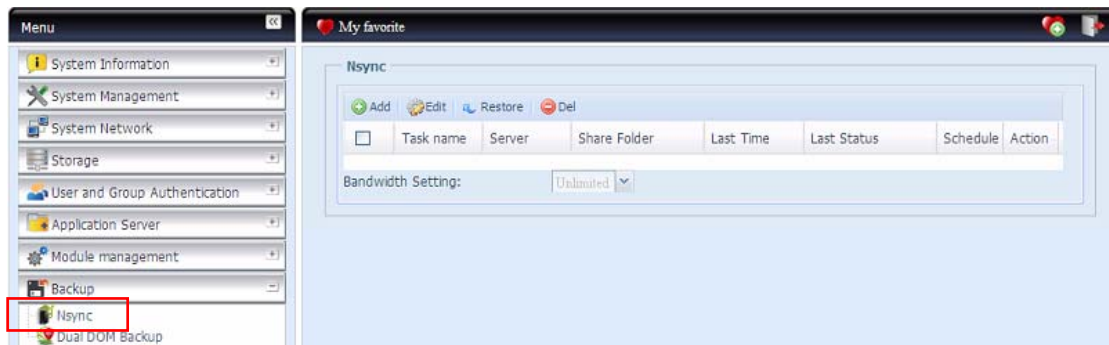 Menu
System Information
System Management
System Network
Storage
User and Group Authentication
Application Server
Module management
Backup
Nsync
Dual DOM Backup
My favorite
Nsync
Add Edit Restore Del
Task name Server Share Folder Last Time Last Status Schedule Action
Bandwidth Setting: Unlimited